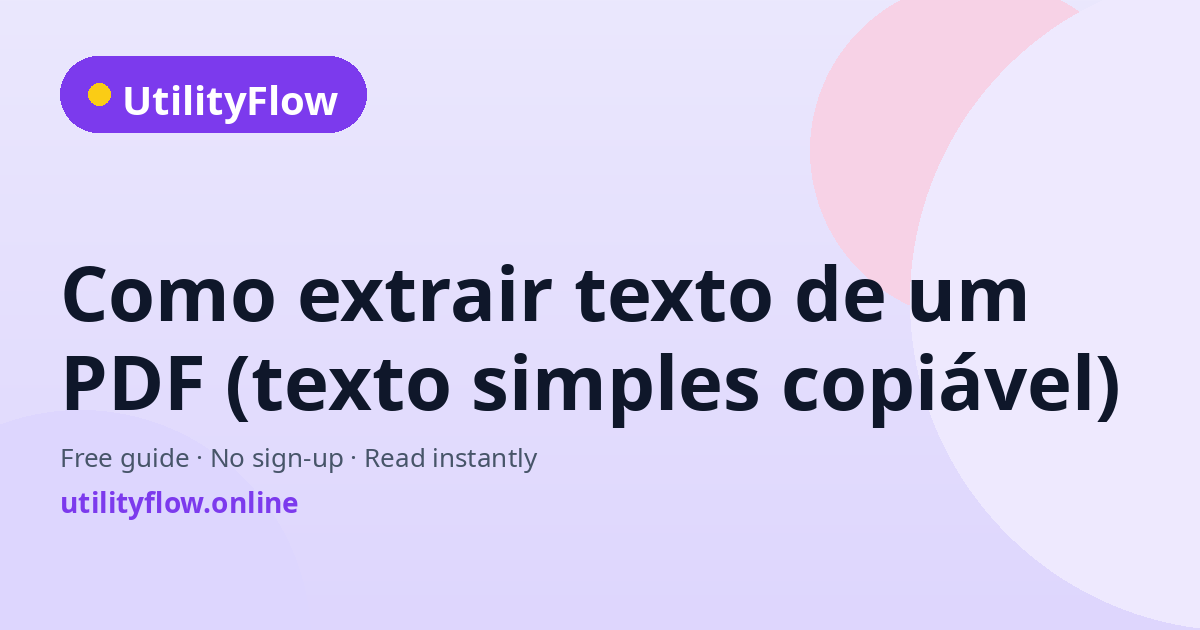 UtilityFlow
Como extrair texto de um
PDF (texto simples copiável)
Free guide · No sign-up · Read instantly
utilityflow.online